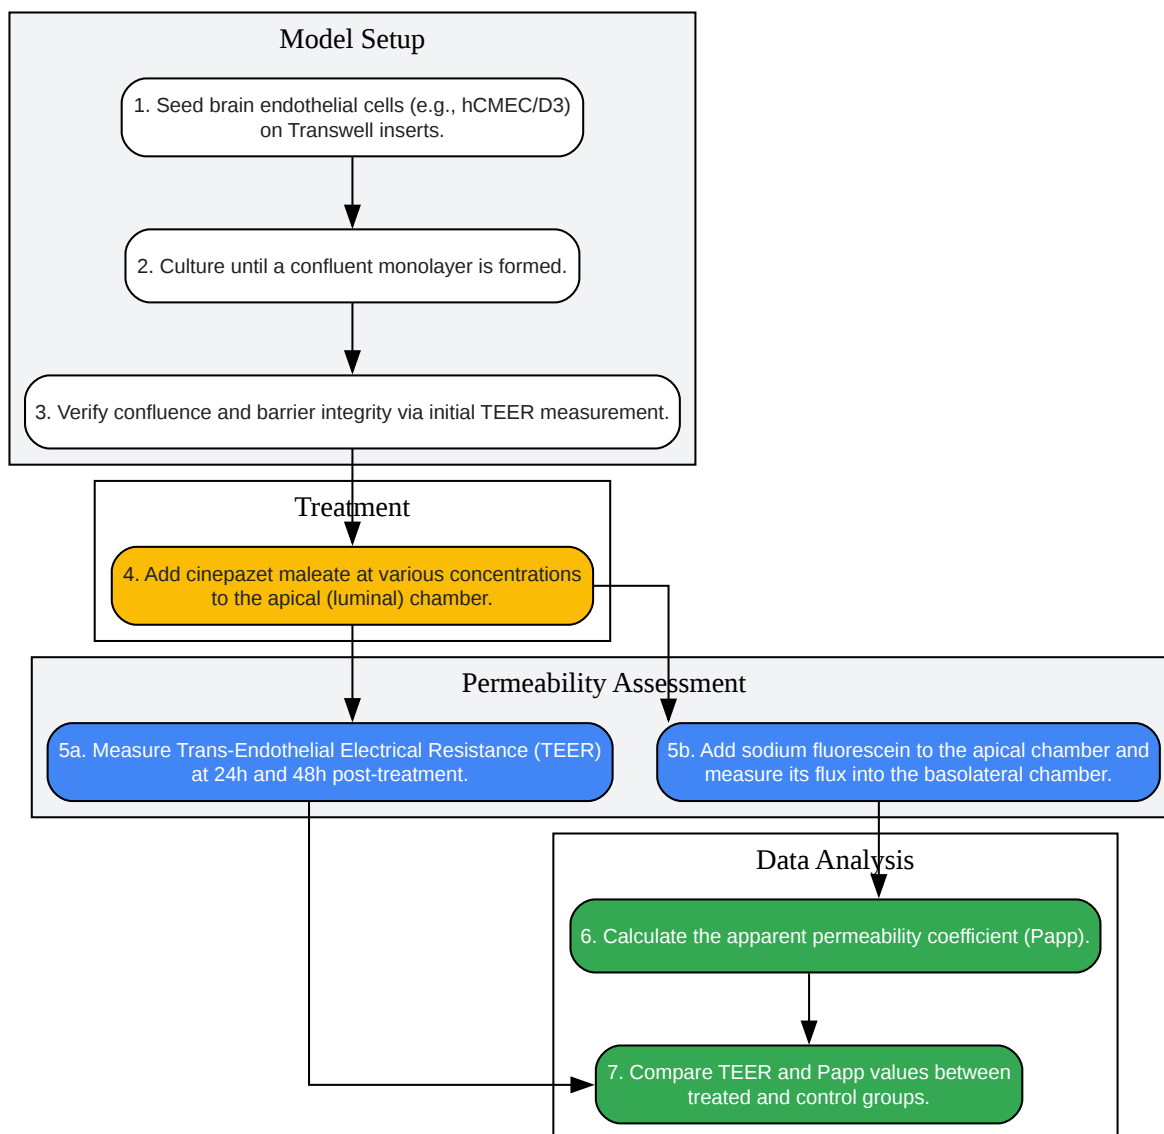 Model Setup
1. Seed brain endothelial cells (e.g., hCMEC/D3)
on Transwell inserts.
2. Culture until a confluent monolayer is formed.
3. Verify confluence and barrier integrity via initial TEER measurement.
Treatment
4. Add cinepazet maleate at various concentrations
to the apical (luminal) chamber.
Permeability Assessment
5a. Measure Trans-Endothelial Electrical Resistance (TEER)
at 24h and 48h post-treatment.
5b. Add sodium fluorescein to the apical chamber and
measure its flux into the basolateral chamber.
Data Analysis
6. Calculate the apparent permeability coefficient (Papp).
7. Compare TEER and Papp values between
treated and control groups.